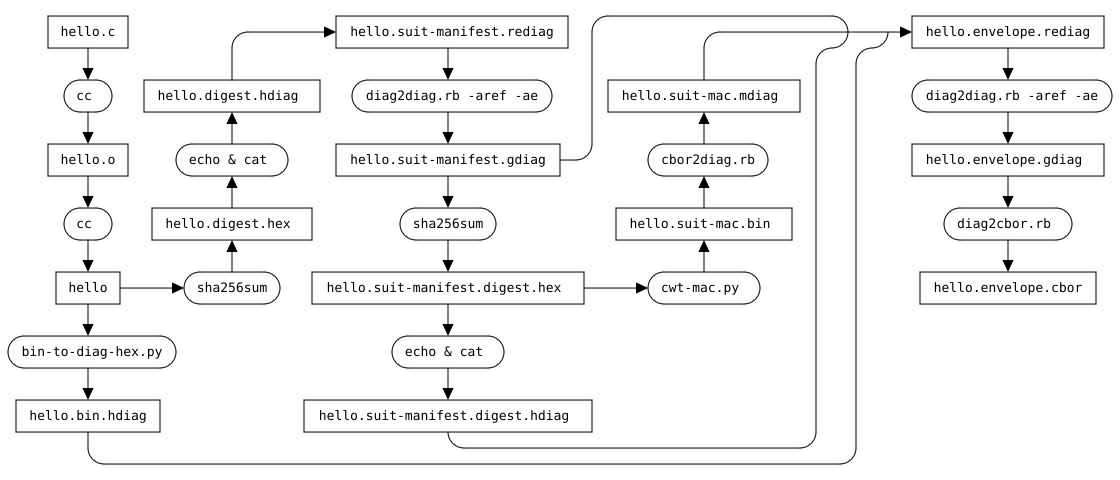 hello.c
cc
hello.o
cc
hello
bin-to-diag-hex.py
hello.bin.hdiag
sha256sum
hello.digest.hex
echo & cat
hello.digest.hdiag
hello.suit-manifest.rediag
diag2diag.rb -aref -ae
hello.suit-manifest.gdiag
sha256sum
hello.suit-manifest.digest.hex
echo & cat
hello.suit-manifest.digest.hdiag
cwt-mac.py
hello.suit-mac.bin
cbor2diag.rb
hello.suit-mac.mdiag
hello.envelope.rediag
diag2diag.rb -aref -ae
hello.envelope.gdiag
diag2cbor.rb
hello.envelope.cbor